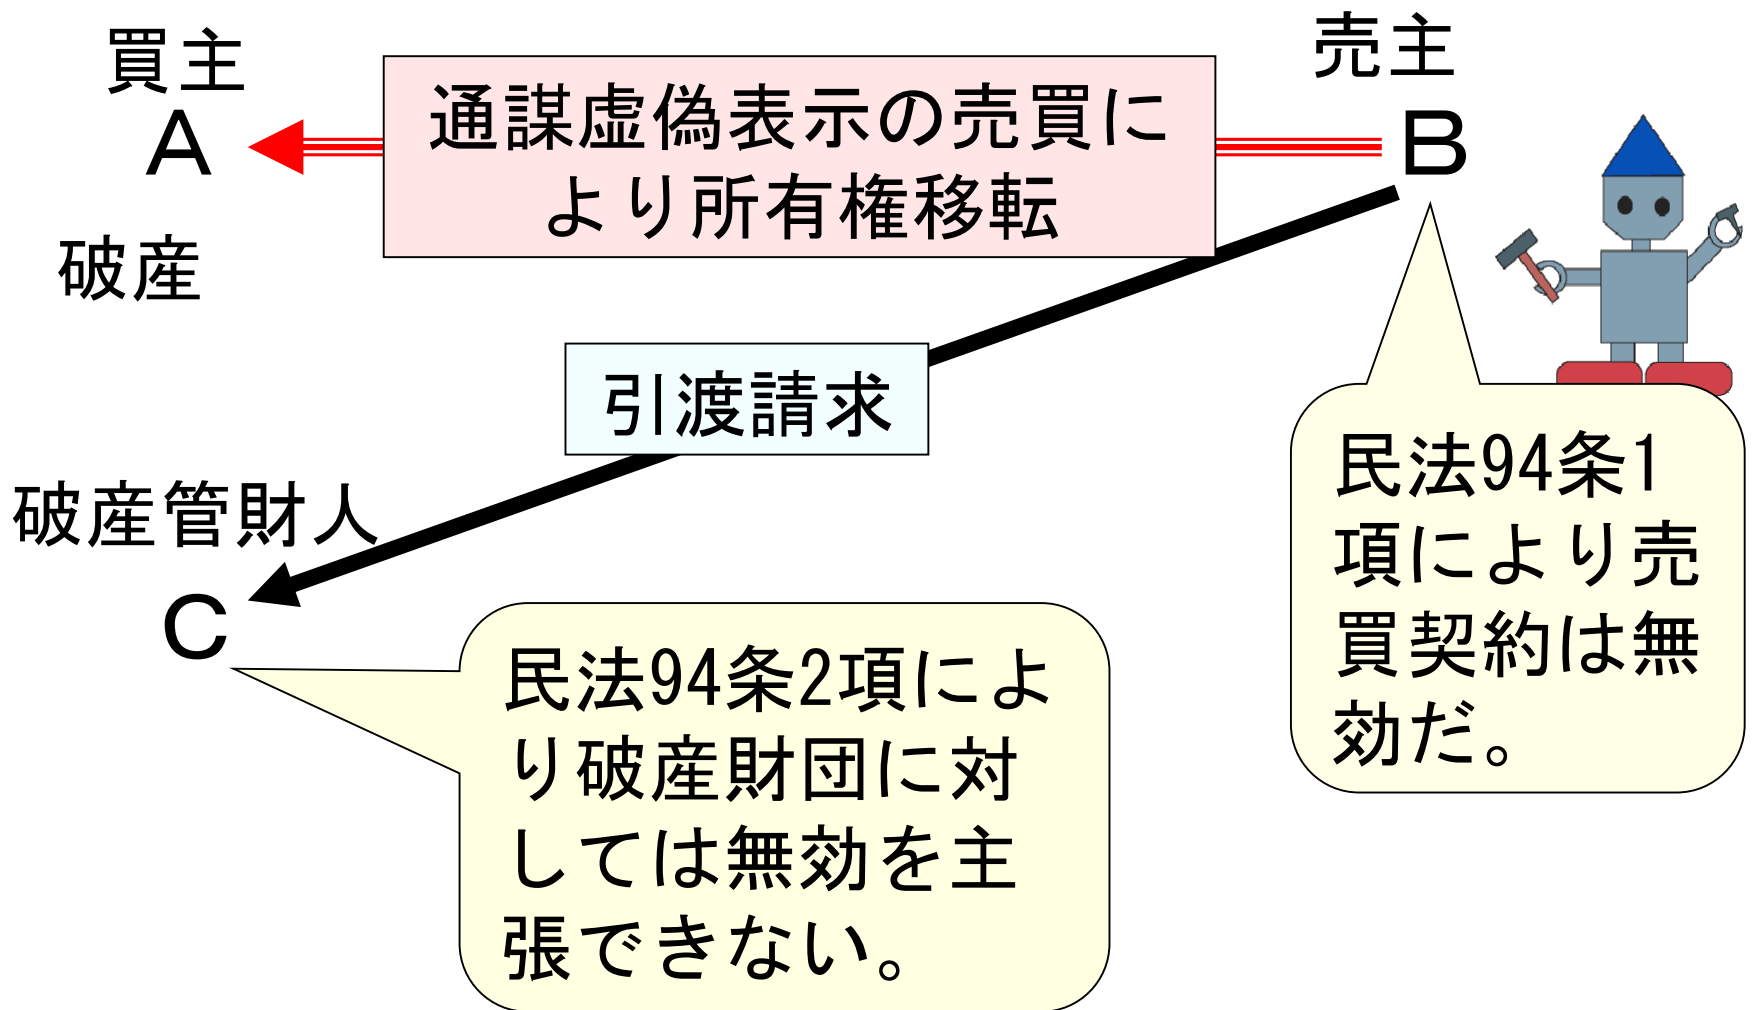 買主
売主
A
通謀虚偽表示の売買に
より所有権移転
B
破産
引渡請求
破産管財人
C
民法94条1
項により売
買契約は無
効だ。
民法94条2項によ
り破産財団に対
しては無効を主
張できない。